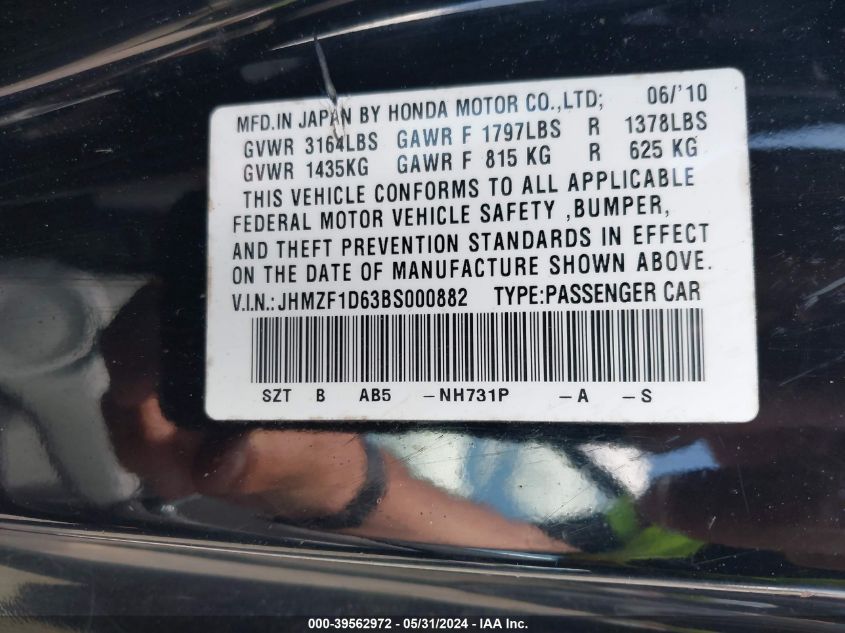 MFD.IN JAPAN BY HONDA MOTOR CO.,LTD; 06/'10
GVWR 3164LBS GAWR F 1797LBS R 1378LBS
GVWR 1435KG GAWR F 815 KG R 625 KG
THIS VEHICLE CONFORMS TO ALL APPLICABLE
FEDERAL MOTOR VEHICLE SAFETY ,BUMPER,
AND THEFT PREVENTION STANDARDS IN EFFECT
ON THE DATE OF MANUFACTURE SHOWN ABOVE.
V.I.N.:JHMZF1D63BS000882 TYPE:PASSENGER CAR
SZT B AB5 -NH731P -A -S
000-39562972 - 05/31/2024 - IAA Inc.